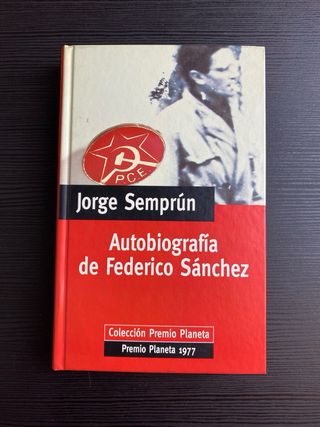 PCE
Jorge Semprún
Autobiografía
de Federico Sánchez
Colección Premio Planeta
Premio Planeta 1977